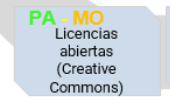 PA - MO
Licencias
abiertas
(Creative
Commons)